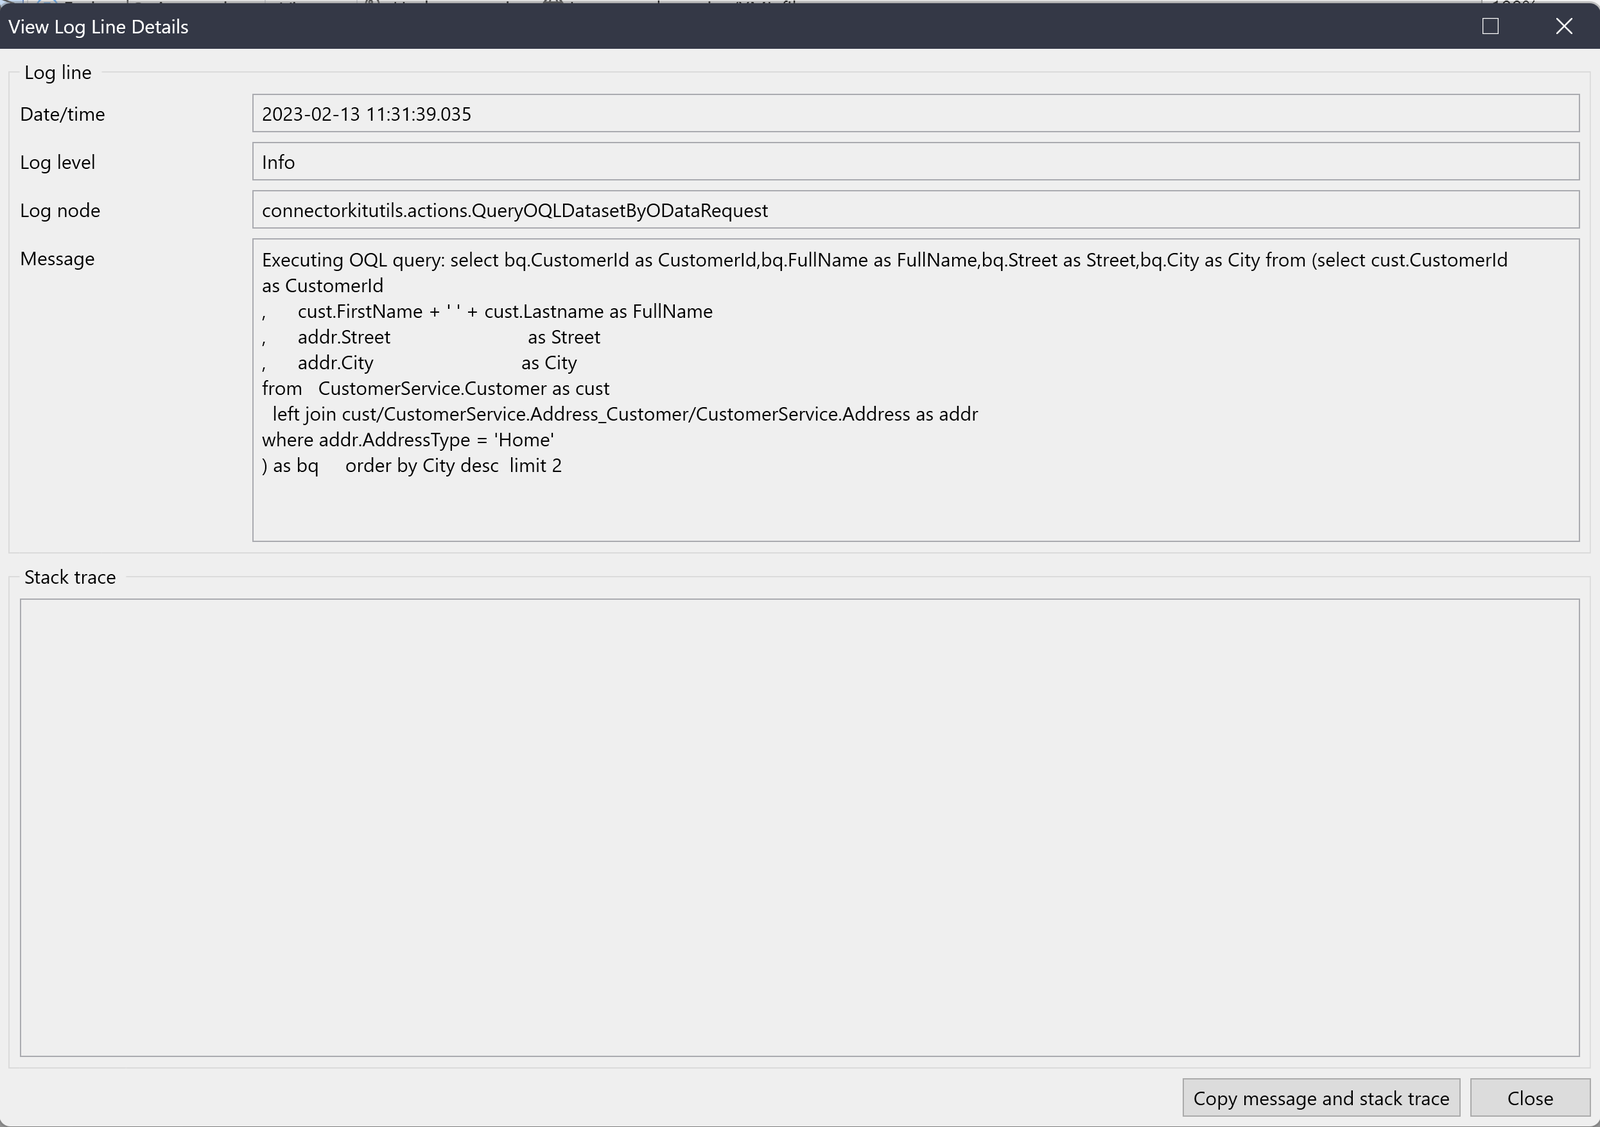 View Log Line Details
Log line
Date/time
2023-02-13 11:31:39.035
Log level
Info
Log node
connectorkitutils.actions.QueryOQLDatasetByODataRequest
Message
Executing OQL query: select bq.CustomerId as CustomerId,bq.FullName as FullName,bq.Street as Street,bq.City as City from (select cust.CustomerId
as CustomerId
,      cust.FirstName + ' ' + cust.Lastname as FullName
,      addr.Street                          as Street
,      addr.City                            as City
from   CustomerService.Customer as cust
  left join cust/CustomerService.Address_Customer/CustomerService.Address as addr
where addr.AddressType = 'Home'
) as bq     order by City desc  limit 2
Stack trace
Copy message and stack trace
Close